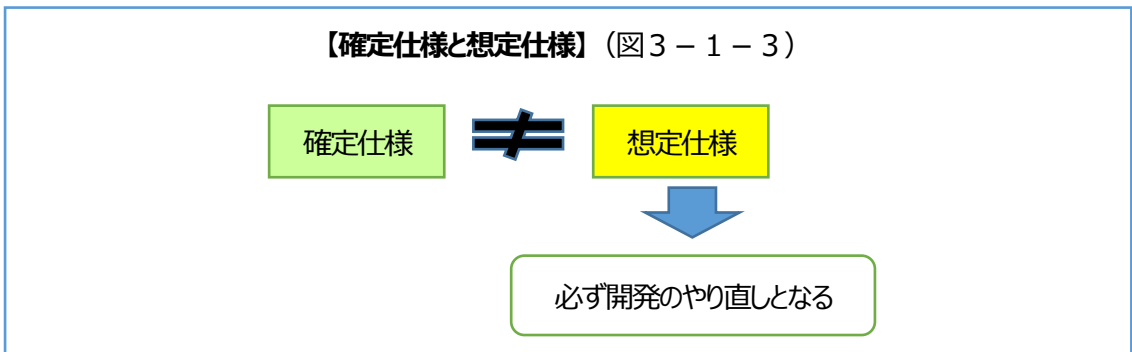 【確定仕様と想定仕様】（図３－１－３）
確定仕様 ≠ 想定仕様
必ず開発のやり直しとなる